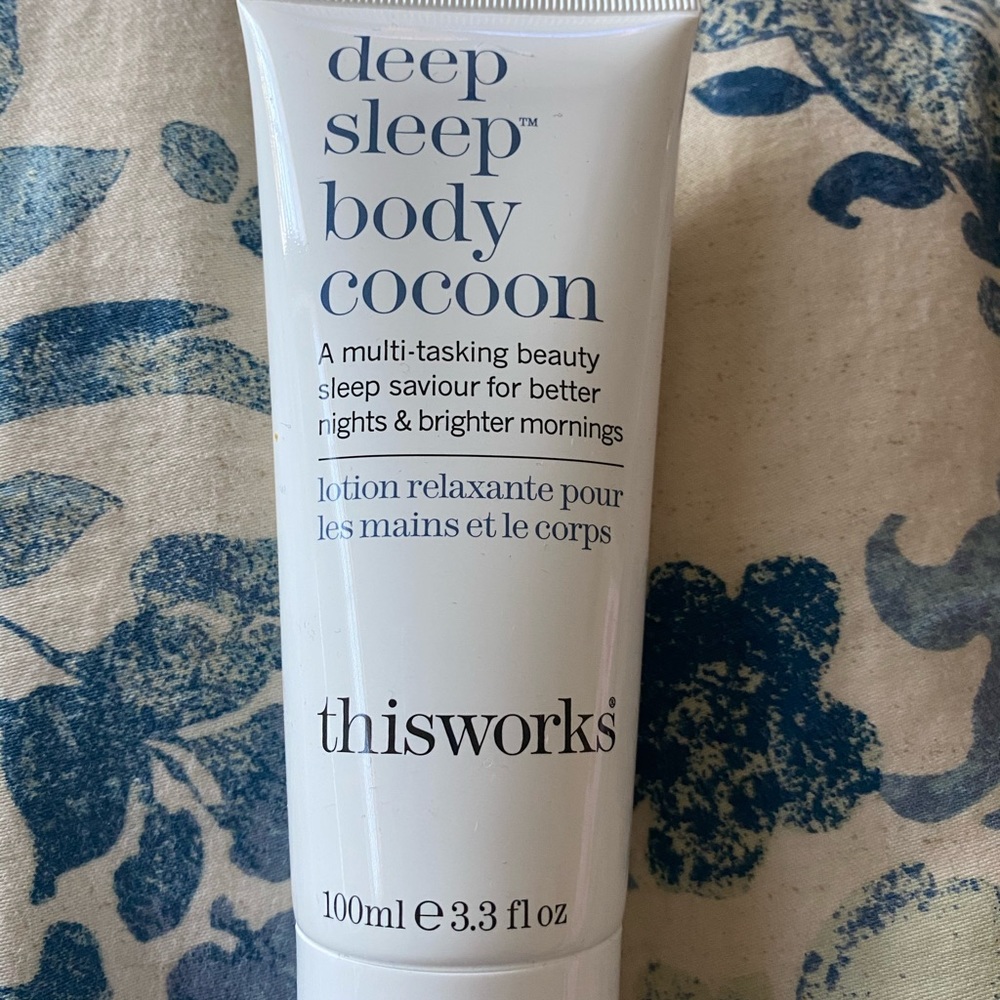 deep
sleep™
body
cocoon
A multi-tasking beauty
sleep saviour for better
nights & brighter mornings
lotion relaxante pour
les mains et le corps
thisworks®
100ml ℮ 3.3 fl oz